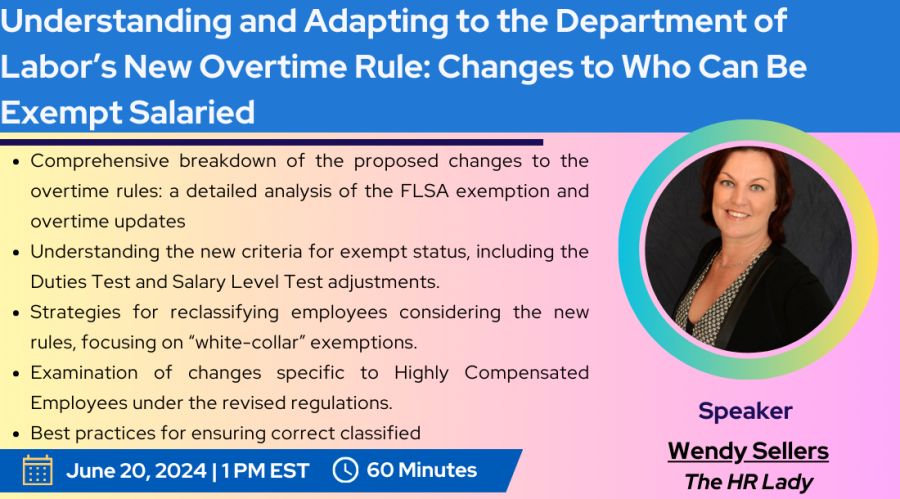 Understanding and Adapting to the Department of
Labor’s New Overtime Rule: Changes to Who Can Be
Exempt Salaried
• Comprehensive breakdown of the proposed changes to the
overtime rules: a detailed analysis of the FLSA exemption and
overtime updates
• Understanding the new criteria for exempt status, including the
Duties Test and Salary Level Test adjustments.
• Strategies for reclassifying employees considering the new
rules, focusing on “white-collar” exemptions.
• Examination of changes specific to Highly Compensated
Employees under the revised regulations.
• Best practices for ensuring correct classified
June 20, 2024 | 1 PM EST 60 Minutes
Speaker
Wendy Sellers
The HR Lady